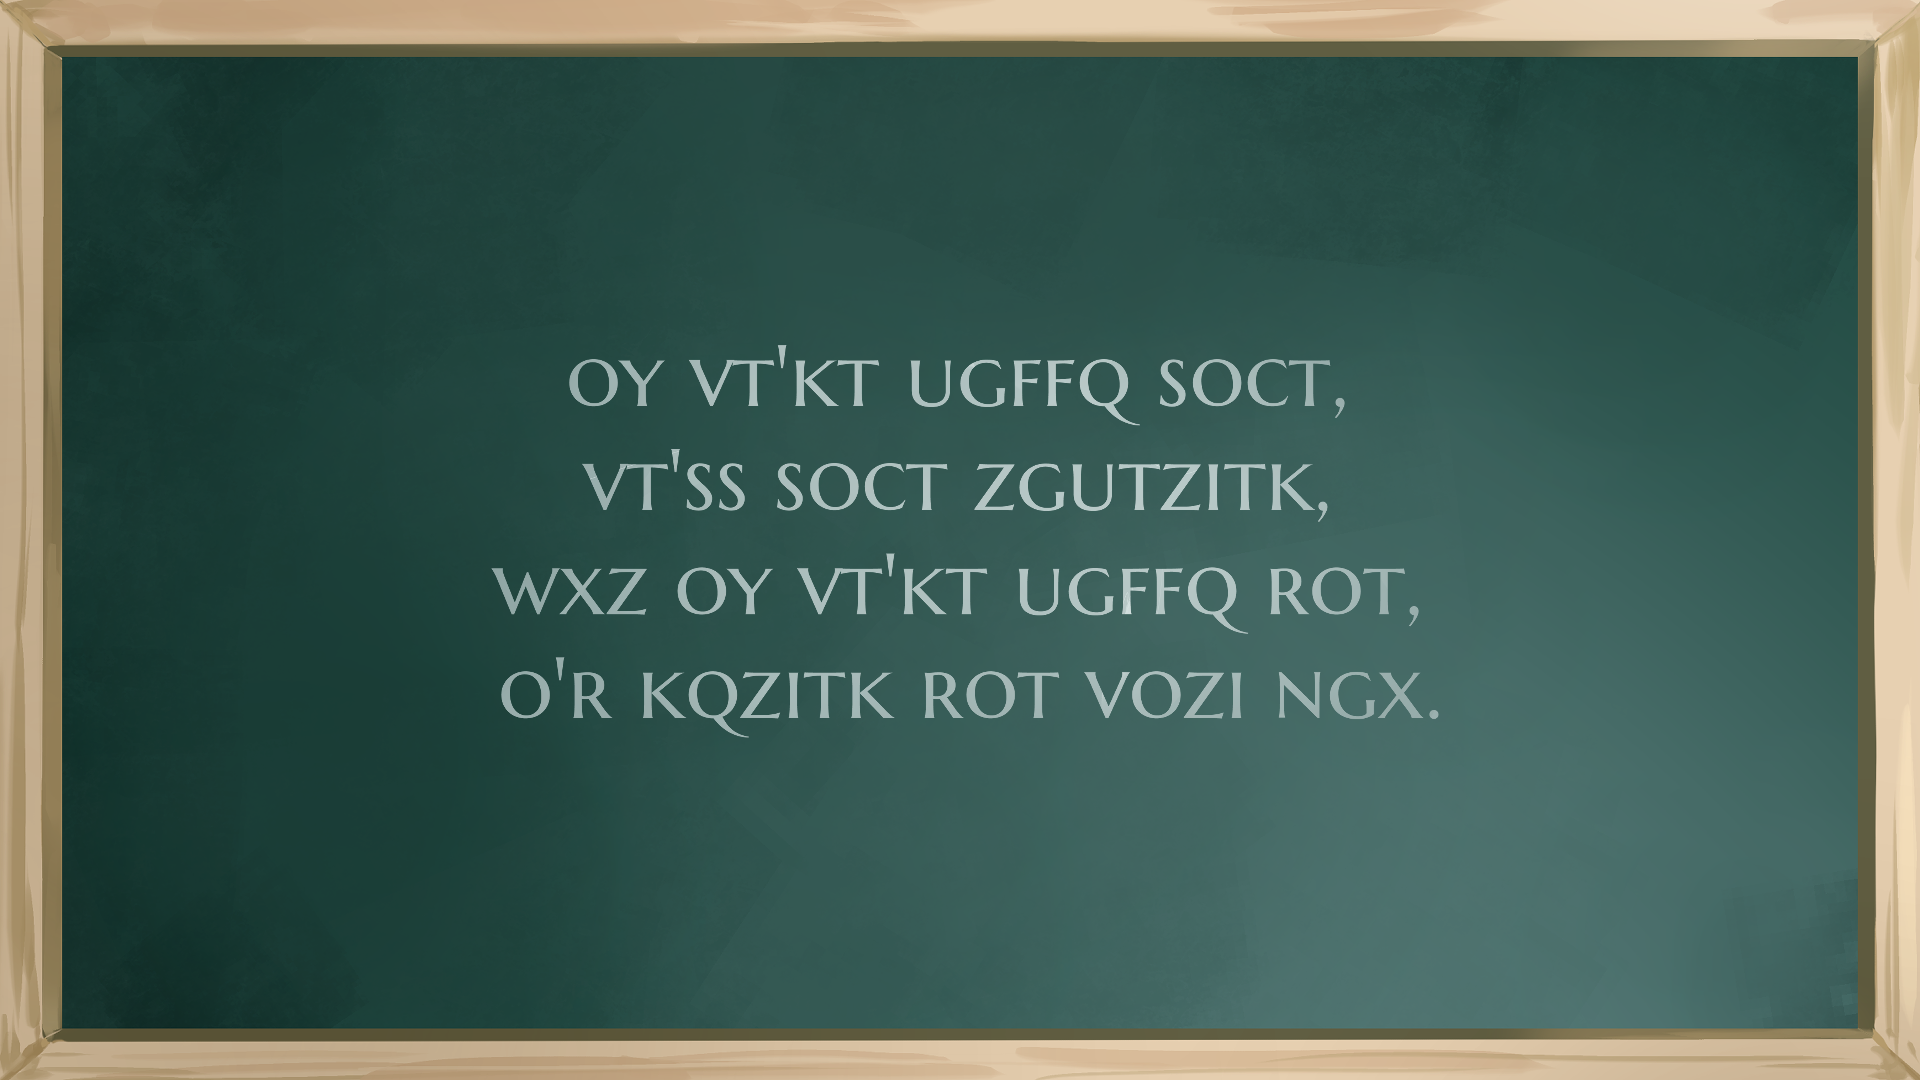 OY VT'KT UGFFQ SOCT,
VT'SS SOCT ZGUTZITK,
WXZ OY VT'KT UGFFQ ROT,
O'R KQZITK ROT VOZI NGX.